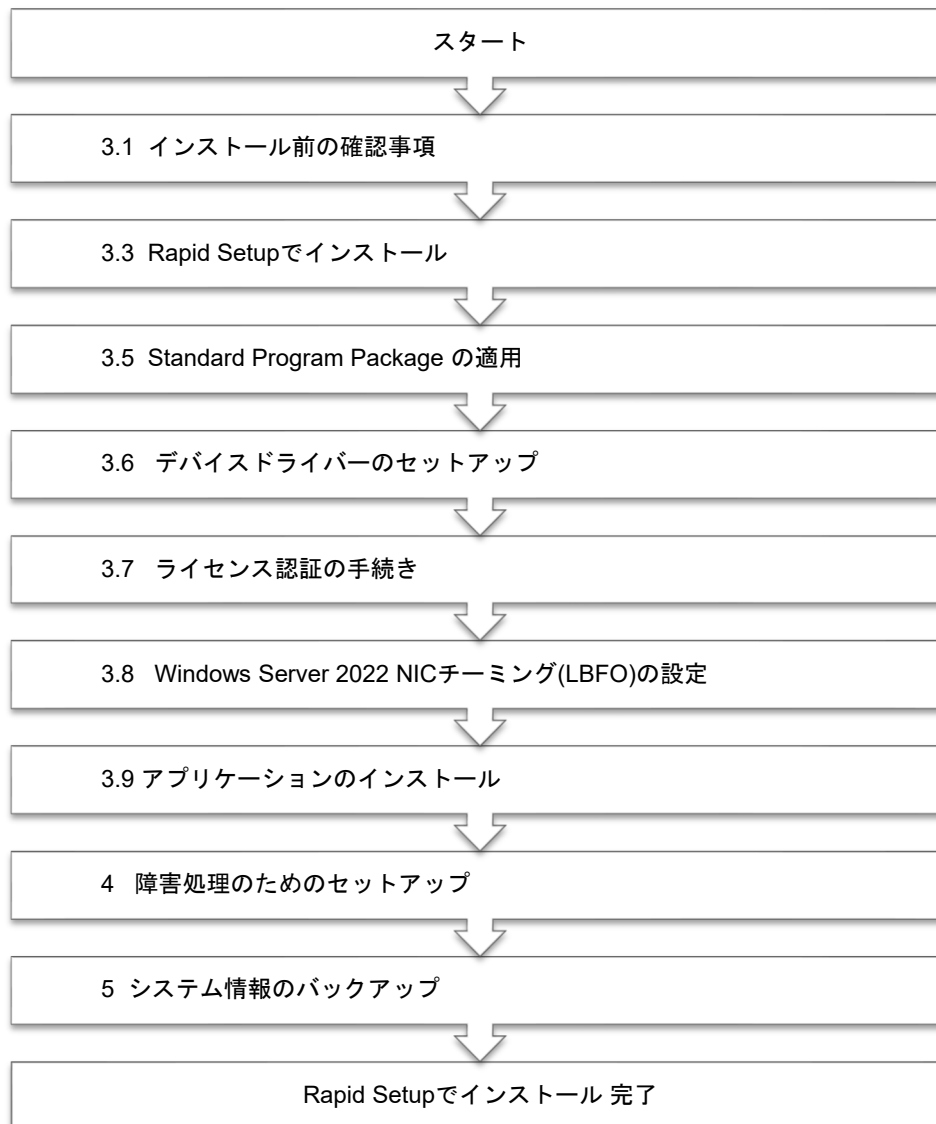 スタート
3.1 インストール前の確認事項
3.3 Rapid Setupでインストール
3.5 Standard Program Package の適用
3.6 デバイスドライバーのセットアップ
3.7 ライセンス認証の手続き
3.8 Windows Server 2022 NICチーミング(LBFO)の設定
3.9 アプリケーションのインストール
4 障害処理のためのセットアップ
5 システム情報のバックアップ
Rapid Setupでインストール 完了